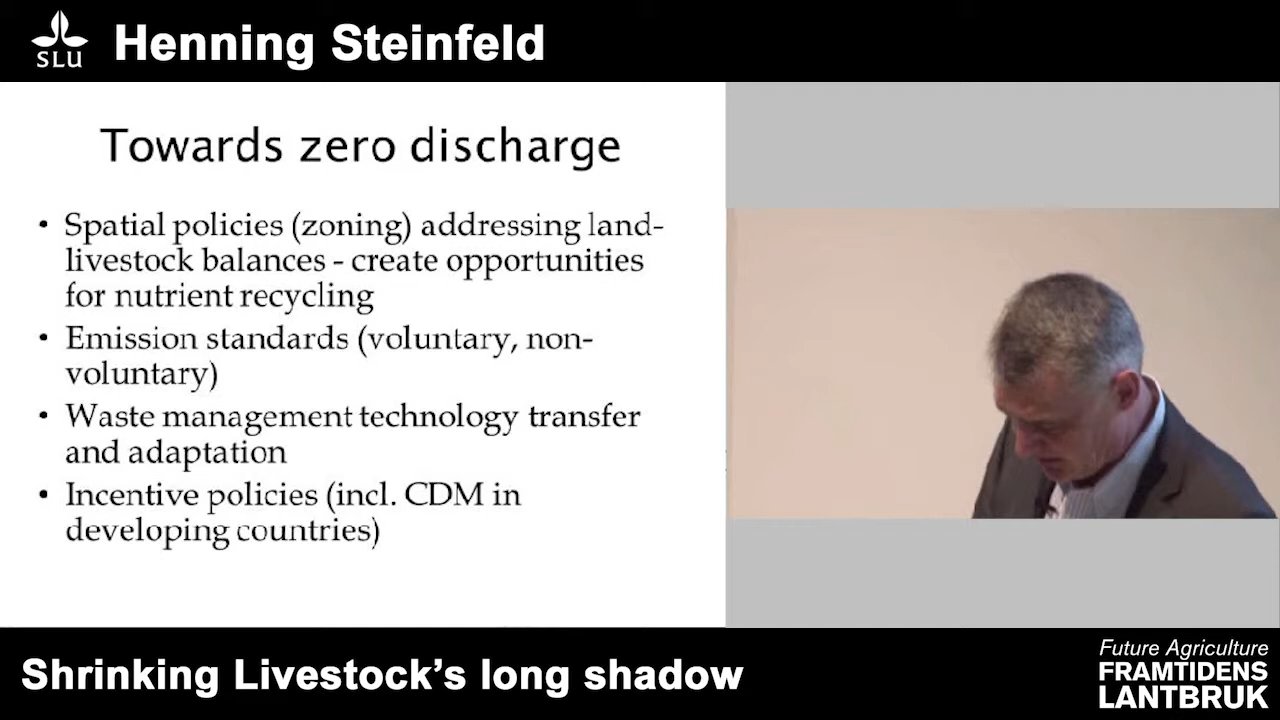 SLU
Henning Steinfeld
Towards zero discharge
• Spatial policies (zoning) addressing land-
livestock balances - create opportunities
for nutrient recycling
• Emission standards (voluntary, non-
voluntary)
• Waste management technology transfer
and adaptation
• Incentive policies (incl. CDM in
developing countries)
Shrinking Livestock’s long shadow
Future Agriculture
FRAMTIDENS
LANTBRUK